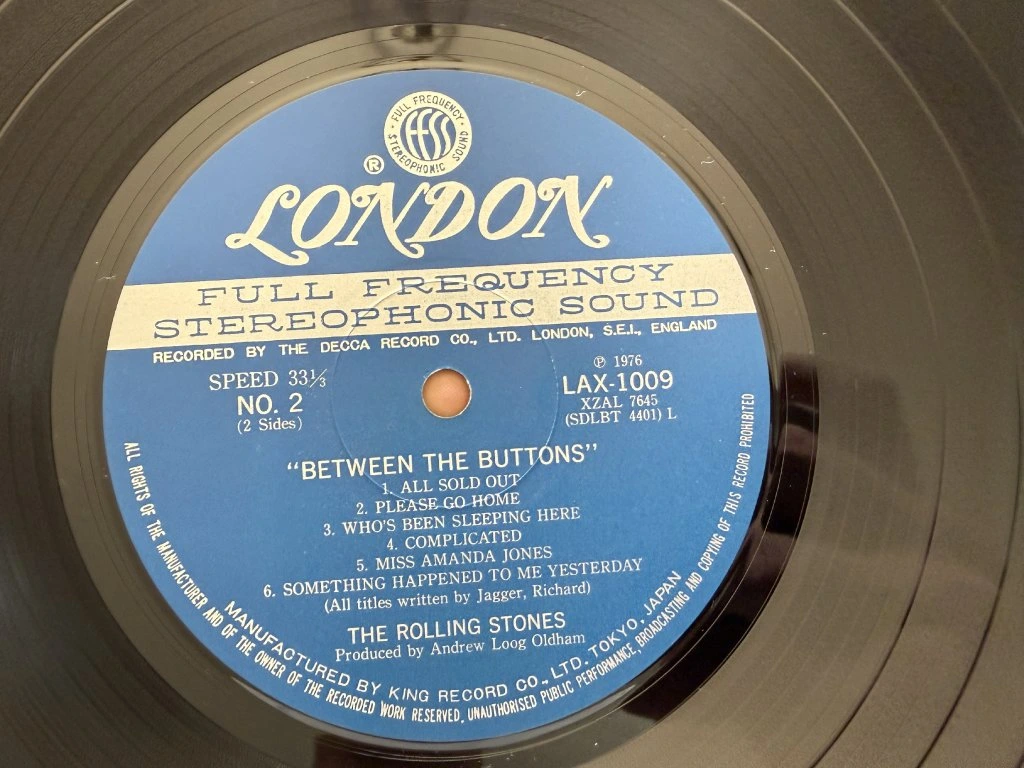 FULL FREQUENCY
ffss
STEREOPHONIC SOUND
®
LONDON
FULL FREQUENCY
STEREOPHONIC SOUND
RECORDED BY THE DECCA RECORD CO., LTD. LONDON, S.E.I., ENGLAND
SPEED 33⅓
NO. 2
(2 Sides)
℗ 1976
LAX-1009
XZAL 7645
(SDLBT 4401) L
"BETWEEN THE BUTTONS"
1. ALL SOLD OUT
2. PLEASE GO HOME
3. WHO'S BEEN SLEEPING HERE
4. COMPLICATED
5. MISS AMANDA JONES
6. SOMETHING HAPPENED TO ME YESTERDAY
(All titles written by Jagger, Richard)
THE ROLLING STONES
Produced by Andrew Loog Oldham
MANUFACTURED BY KING RECORD CO., LTD. TOKYO, JAPAN
ALL RIGHTS OF THE MANUFACTURER AND OF THE OWNER OF THE RECORDED WORK RESERVED, UNAUTHORISED PUBLIC PERFORMANCE, BROADCASTING AND COPYING OF THIS RECORD PROHIBITED